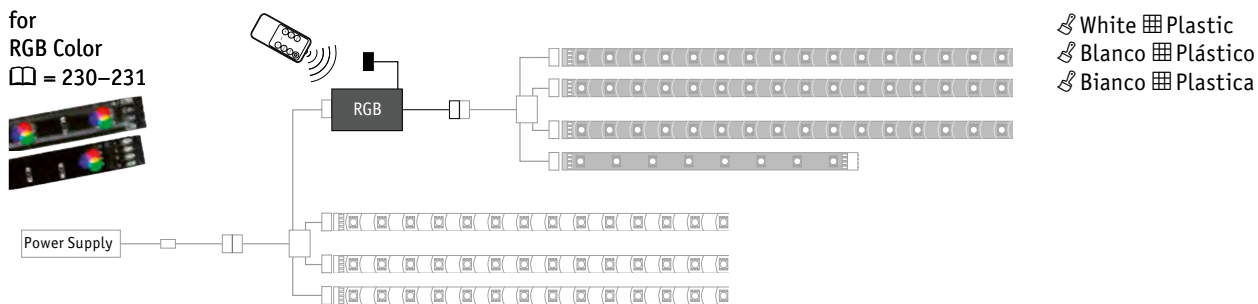 for
RGB Color
= 230–231
RGB
Power Supply
White Plastic
Blanco Plástico
Bianco Plastica